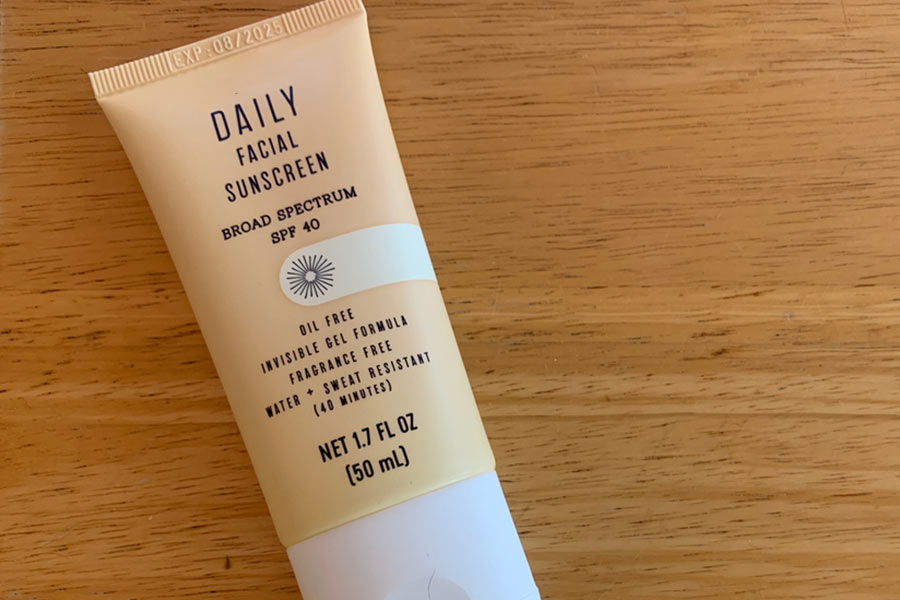 EXP:08/2025
DAILY
FACIAL
SUNSCREEN
BROAD SPECTRUM
SPF 40
OIL FREE
INVISIBLE GEL FORMULA
FRAGRANCE FREE
WATER + SWEAT RESISTANT
(40 MINUTES)
NET 1.7 FL OZ
(50 mL)